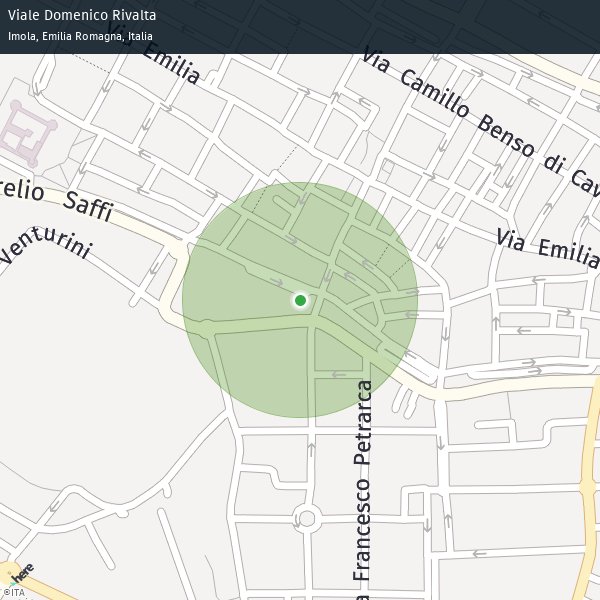 Viale Domenico Rivalta
Imola, Emilia Romagna, Italia
Via Emilia
Via Camillo Benso di Cav
relio Saffi
Venturini
Via Emilia
a Francesco Petrarca
here
©ITA